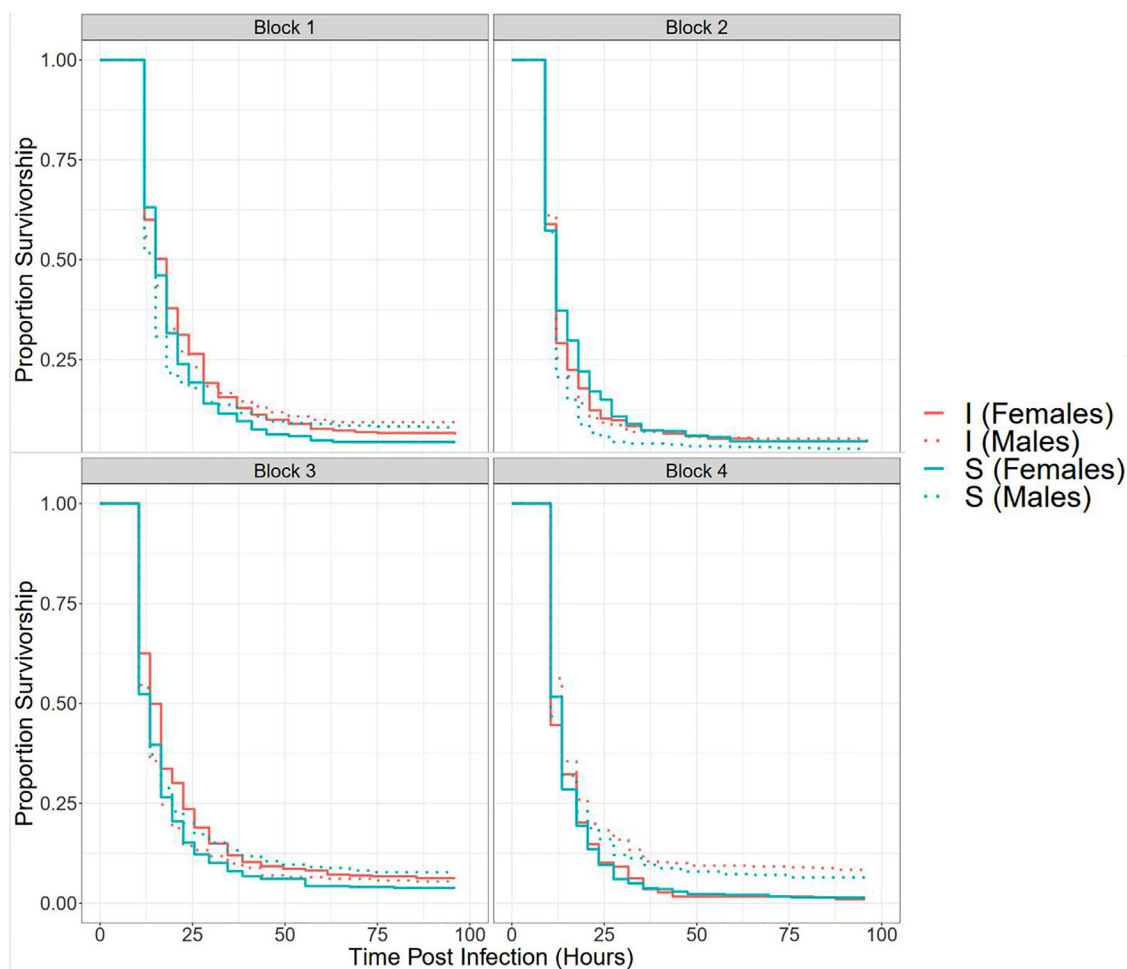 Block 1
Block 2
Proportion Survivorship
1.00
0.75
0.50
0.25
I (Females)
I (Males)
S (Females)
S (Males)
Block 3
Block 4
Proportion Survivorship
1.00
0.75
0.50
0.25
0.00
0 25 50 75 100
0 25 50 75 100
Time Post Infection (Hours)